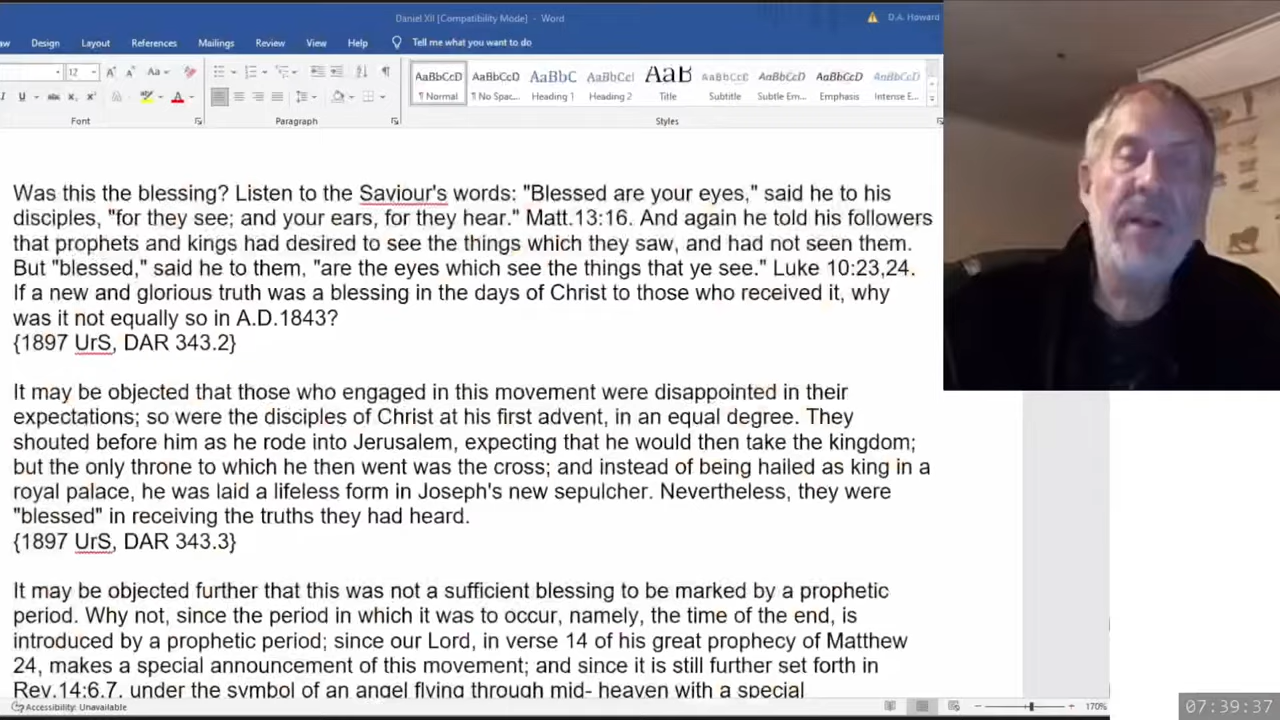 Daniel XII [Compatibility Mode] - Word
D.A. Howard
aw Design Layout References Mailings Review View Help Tell me what you want to do
12
AaBbCcD AaBbCcD AaBbC AaBbCcl AaB AaBbCcD AaBbCcD AaBbCcD AaBbCcD
¶ Normal ¶ No Spac... Heading 1 Heading 2 Title Subtitle Subtle Em... Emphasis Intense E...
Font Paragraph Styles
Was this the blessing? Listen to the Saviour's words: "Blessed are your eyes," said he to his
disciples, "for they see; and your ears, for they hear." Matt.13:16. And again he told his followers
that prophets and kings had desired to see the things which they saw, and had not seen them.
But "blessed," said he to them, "are the eyes which see the things that ye see." Luke 10:23,24.
If a new and glorious truth was a blessing in the days of Christ to those who received it, why
was it not equally so in A.D.1843?
{1897 UrS, DAR 343.2}
It may be objected that those who engaged in this movement were disappointed in their
expectations; so were the disciples of Christ at his first advent, in an equal degree. They
shouted before him as he rode into Jerusalem, expecting that he would then take the kingdom;
but the only throne to which he then went was the cross; and instead of being hailed as king in a
royal palace, he was laid a lifeless form in Joseph's new sepulcher. Nevertheless, they were
"blessed" in receiving the truths they had heard.
{1897 UrS, DAR 343.3}
It may be objected further that this was not a sufficient blessing to be marked by a prophetic
period. Why not, since the period in which it was to occur, namely, the time of the end, is
introduced by a prophetic period; since our Lord, in verse 14 of his great prophecy of Matthew
24, makes a special announcement of this movement; and since it is still further set forth in
Rev.14:6,7, under the symbol of an angel flying through mid- heaven with a special
Accessibility: Unavailable
170%
07:39:37